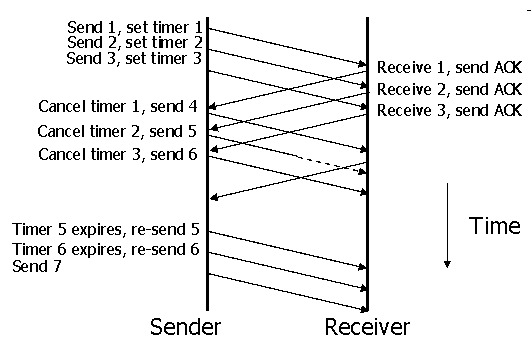 Send 1, set timer 1
Send 2, set timer 2
Send 3, set timer 3
Receive 1, send ACK
Receive 2, send ACK
Receive 3, send ACK
Cancel timer 1, send 4
Cancel timer 2, send 5
Cancel timer 3, send 6
Time
Timer 5 expires, re-send 5
Timer 6 expires, re-send 6
Send 7
Sender
Receiver